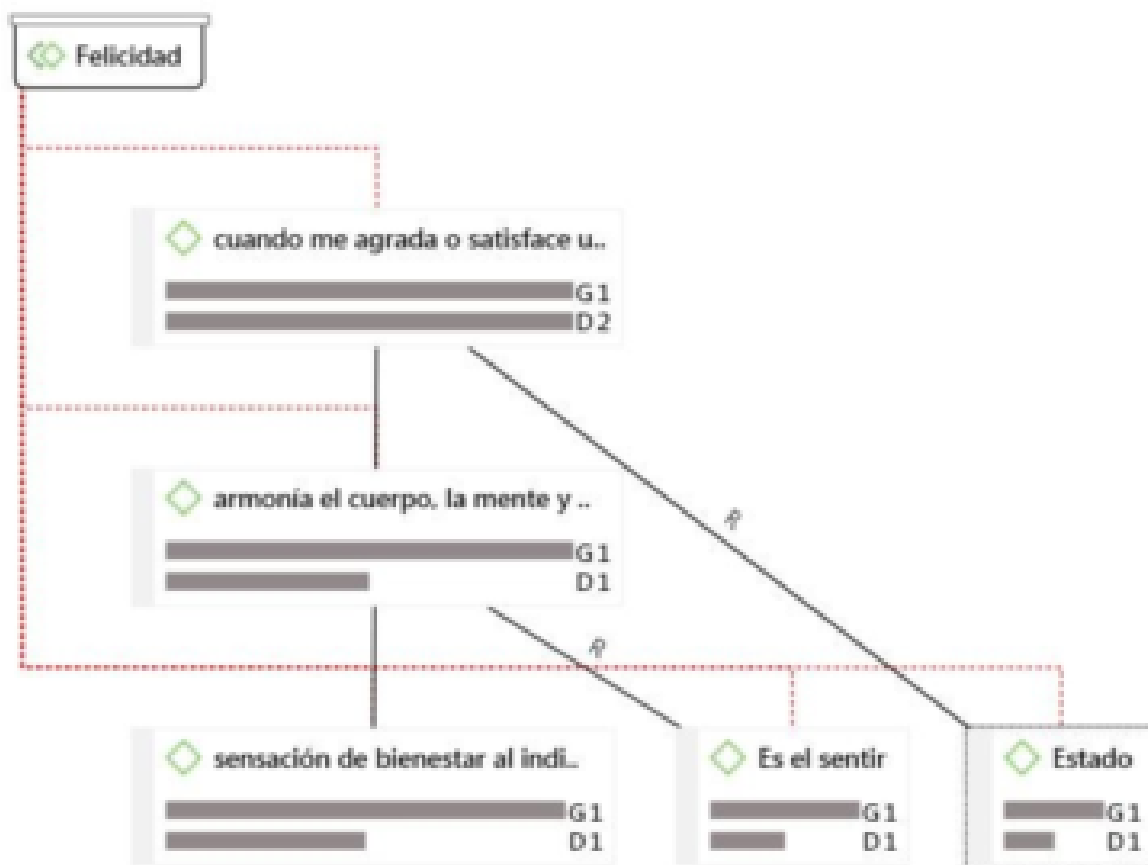 Felicidad
cuando me agrada o satisface u..
G1
D2
R
armonía el cuerpo, la mente y ..
G1
D1
R
sensación de bienestar al indi..
G1
D1
Es el sentir
G1
D1
Estado
G1
D1